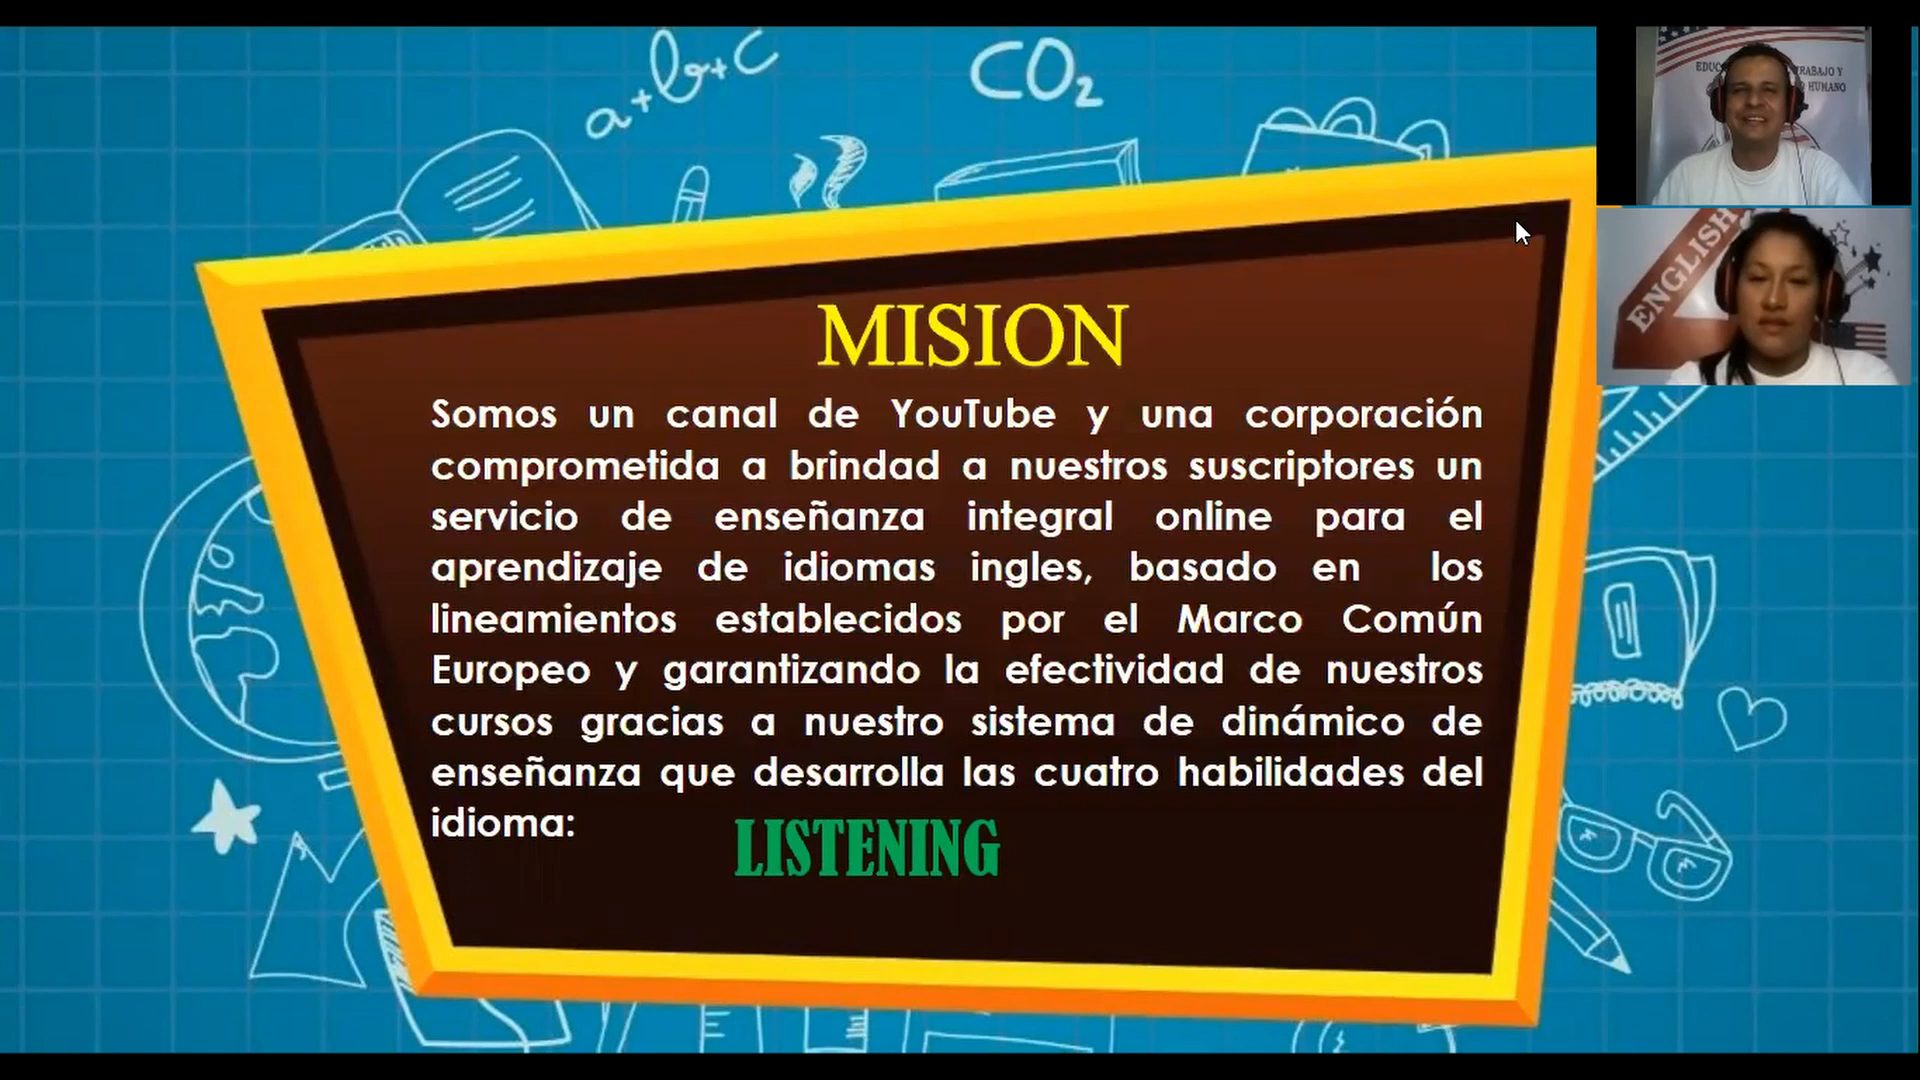 a+b+c
CO₂
EDUC TRABAJO Y
O HUMANO
ENGLISH
MISION
Somos un canal de YouTube y una corporación
comprometida a brindad a nuestros suscriptores un
servicio de enseñanza integral online para el
aprendizaje de idiomas ingles, basado en los
lineamientos establecidos por el Marco Común
Europeo y garantizando la efectividad de nuestros
cursos gracias a nuestro sistema de dinámico de
enseñanza que desarrolla las cuatro habilidades del
idioma:
LISTENING